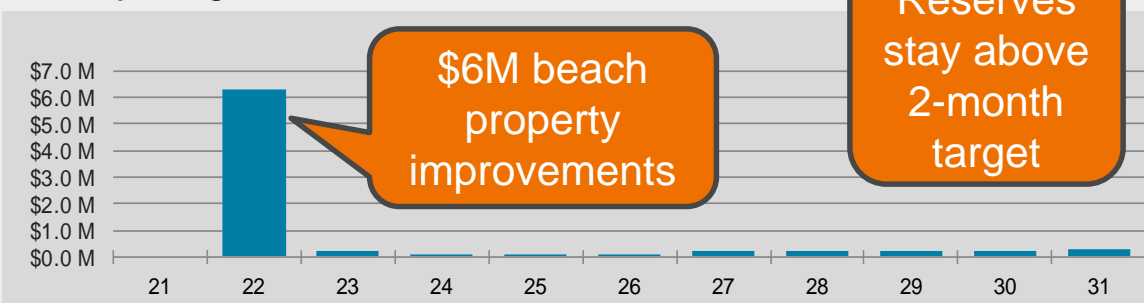 Reserves
stay above
2-month
target
$6M beach
property
improvements
$7.0 M
$6.0 M
$5.0 M
$4.0 M
$3.0 M
$2.0 M
$1.0 M
$0.0 M
21 22 23 24 25 26 27 28 29 30 31